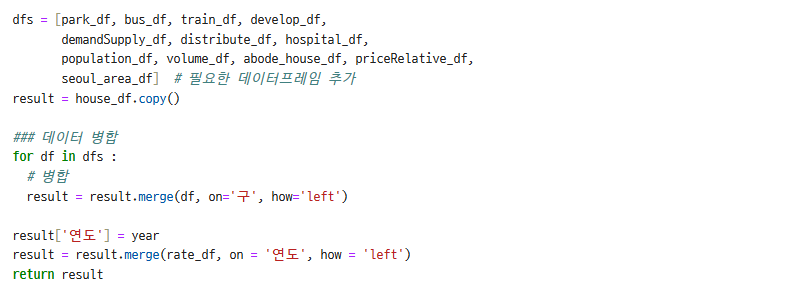 dfs = [park_df, bus_df, train_df, develop_df,
       demandSupply_df, distribute_df, hospital_df,
       population_df, volume_df, abode_house_df, priceRelative_df,
       seoul_area_df]  # 필요한 데이터프레임 추가
result = house_df.copy()

### 데이터 병합
for df in dfs :
  # 병합
  result = result.merge(df, on='구', how='left')

result['연도'] = year
result = result.merge(rate_df, on = '연도', how = 'left')
return result